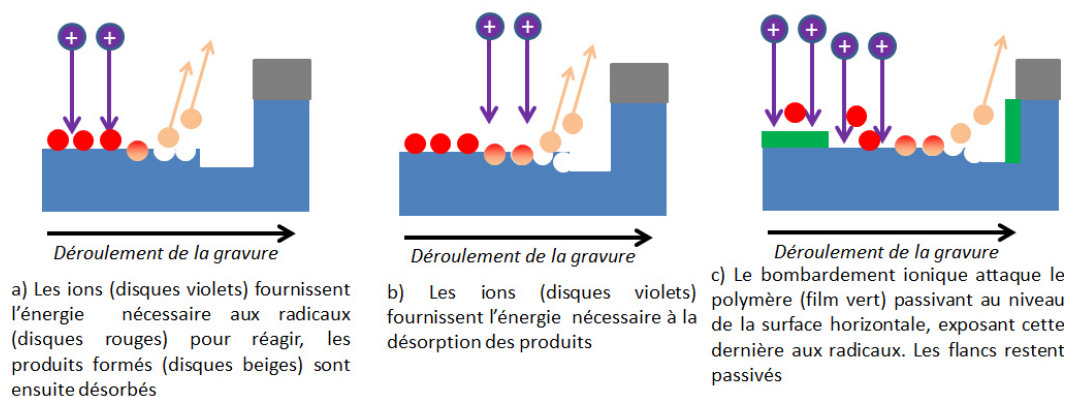 + +
+ +
+ + + +
Déroulement de la gravure
Déroulement de la gravure
Déroulement de la gravure
a) Les ions (disques violets) fournissent
l'énergie nécessaire aux radicaux
(disques rouges) pour réagir, les
produits formés (disques beiges) sont
ensuite désorbés
b) Les ions (disques violets)
fournissent l'énergie nécessaire à la
désorption des produits
c) Le bombardement ionique attaque le
polymère (film vert) passivant au niveau
de la surface horizontale, exposant cette
dernière aux radicaux. Les flancs restent
passivés